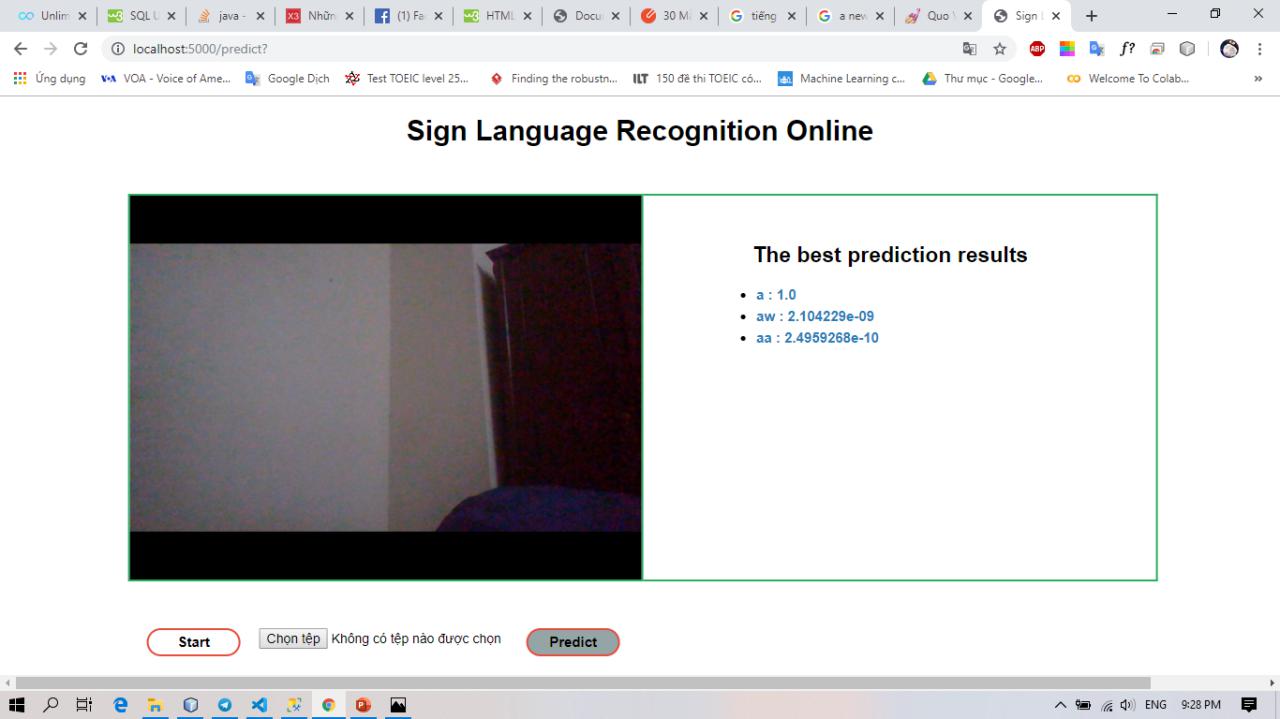 Unlim
SQL U
java -
Nhữn
(1) Fa
HTML
Docu
30 Mẫ
tiếng
a new
Quo V
Sign L
localhost:5000/predict?
ABP
f?
Ứng dụng
VOA - Voice of Ame...
Google Dịch
Test TOEIC level 25...
Finding the robustn...
ILT 150 đề thi TOEIC có...
Machine Learning c...
Thư mục - Google...
Welcome To Colab...
»
Sign Language Recognition Online
The best prediction results
• a : 1.0
• aw : 2.104229e-09
• aa : 2.4959268e-10
Start
Chọn tệp Không có tệp nào được chọn
Predict
ENG
9:28 PM